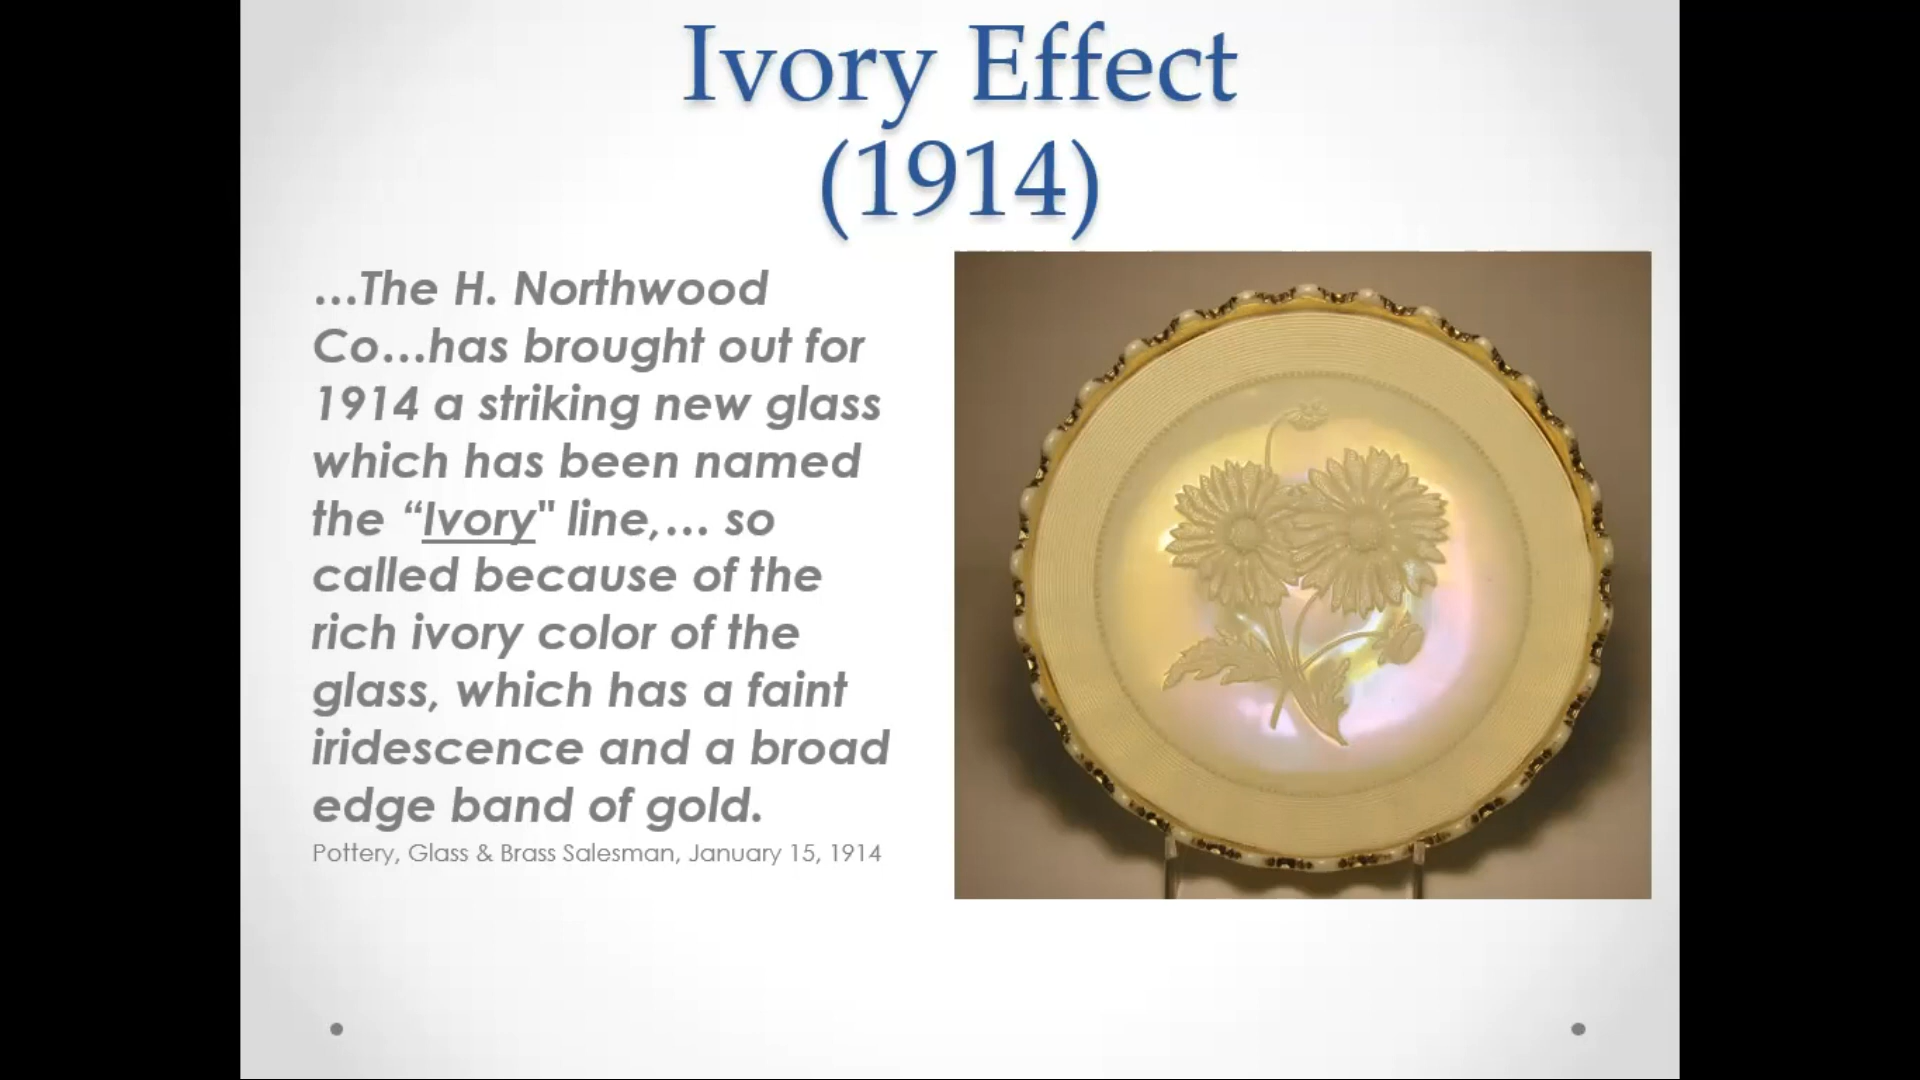 Ivory Effect
(1914)
...The H. Northwood
Co...has brought out for
1914 a striking new glass
which has been named
the “Ivory" line,... so
called because of the
rich ivory color of the
glass, which has a faint
iridescence and a broad
edge band of gold.
Pottery, Glass & Brass Salesman, January 15, 1914